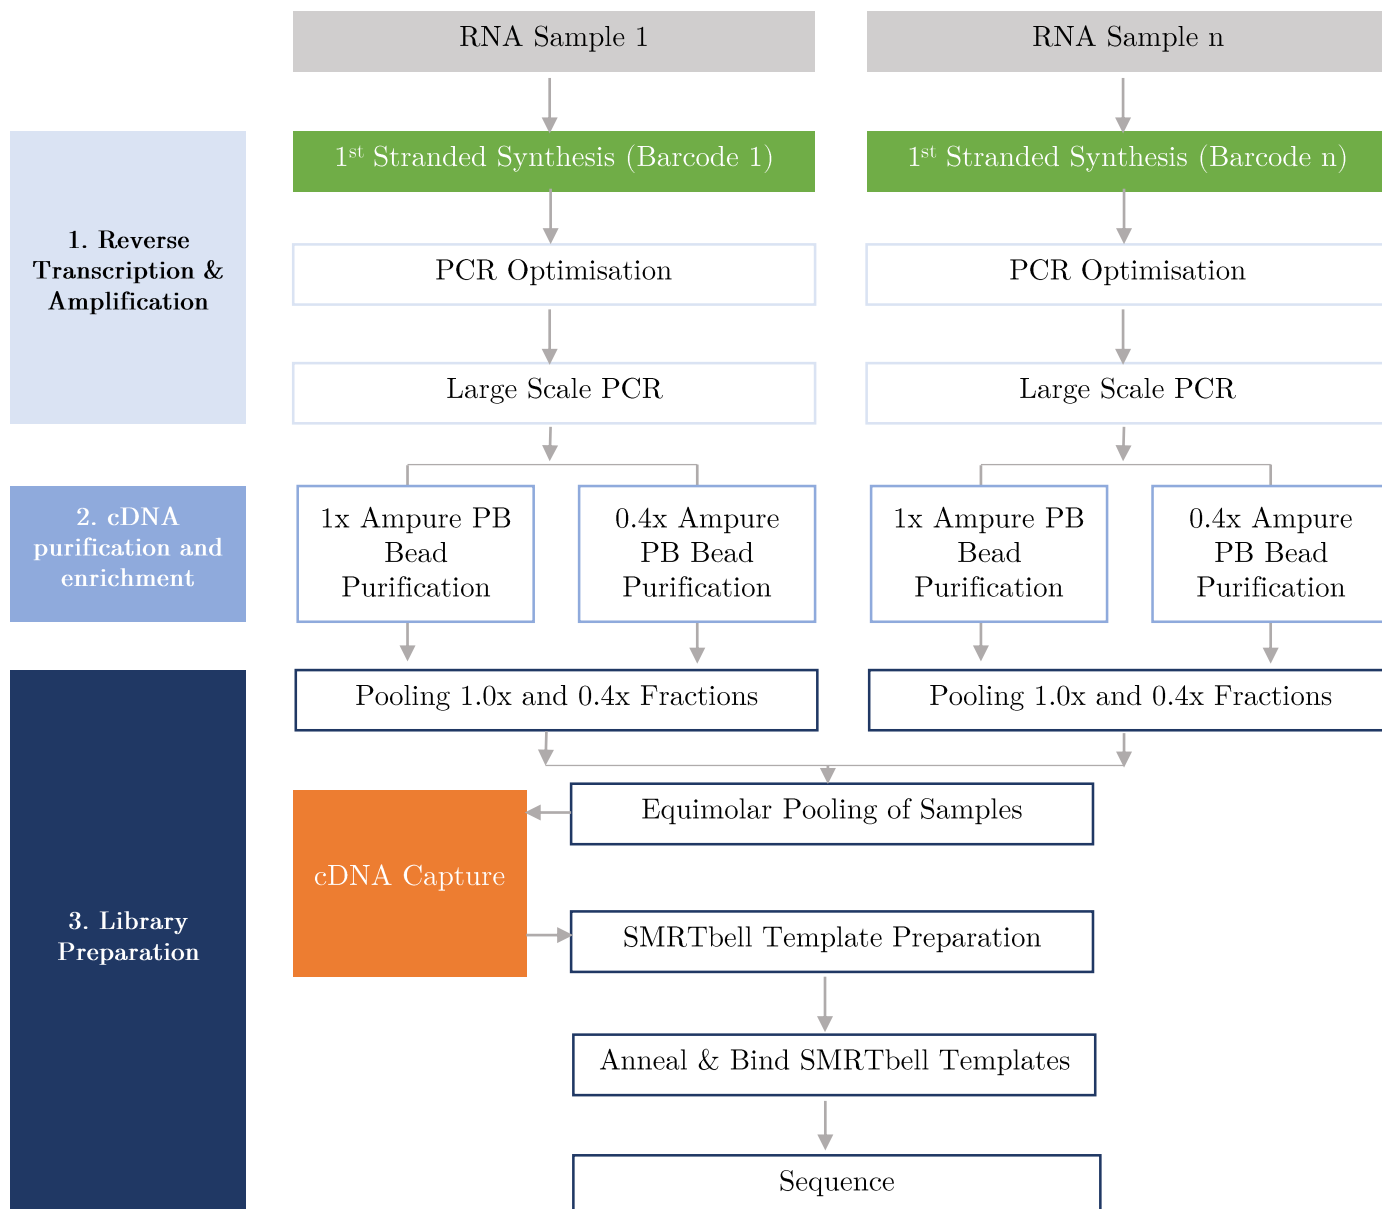 RNA Sample 1
RNA Sample n
1st Stranded Synthesis (Barcode 1)
1st Stranded Synthesis (Barcode n)
1. Reverse
Transcription &
Amplification
PCR Optimisation
PCR Optimisation
Large Scale PCR
Large Scale PCR
2. cDNA
purification and
enrichment
1x Ampure PB
Bead
Purification
0.4x Ampure
PB Bead
Purification
1x Ampure PB
Bead
Purification
0.4x Ampure
PB Bead
Purification
Pooling 1.0x and 0.4x Fractions
Pooling 1.0x and 0.4x Fractions
3. Library
Preparation
Equimolar Pooling of Samples
cDNA Capture
SMRTbell Template Preparation
Anneal & Bind SMRTbell Templates
Sequence